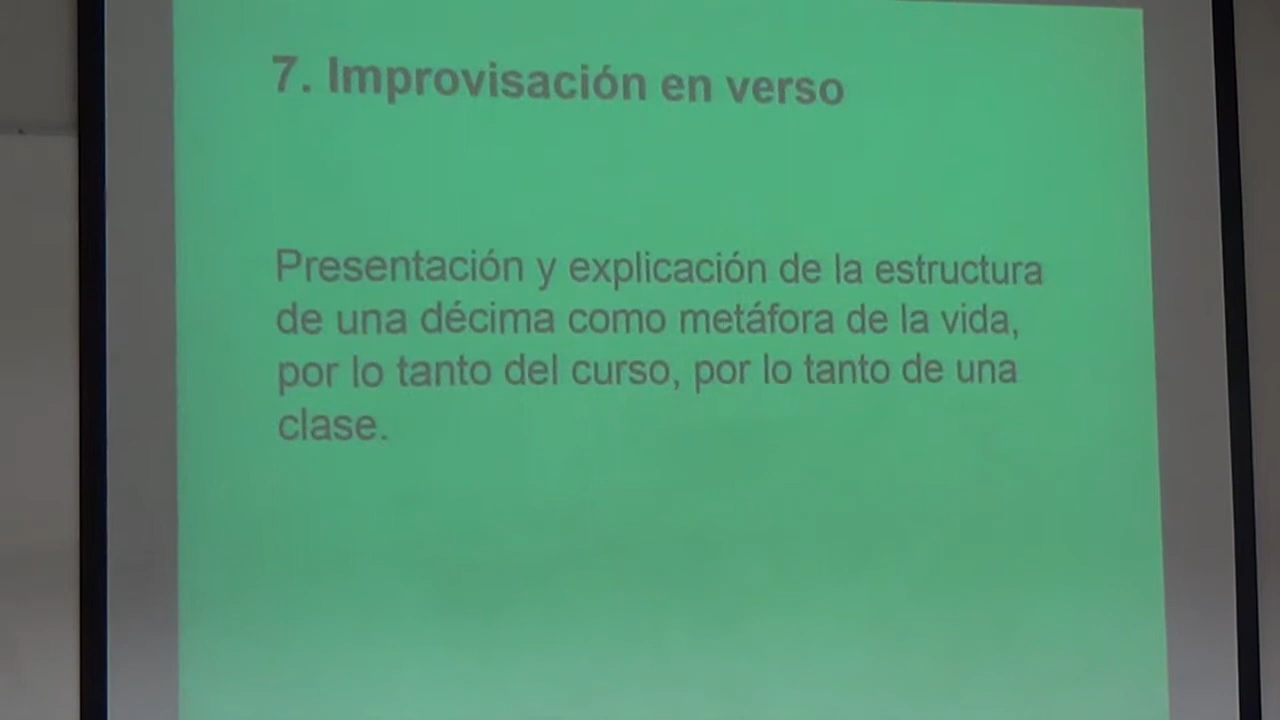 7. Improvisación en verso
Presentación y explicación de la estructura
de una décima como metáfora de la vida,
por lo tanto del curso, por lo tanto de una
clase.